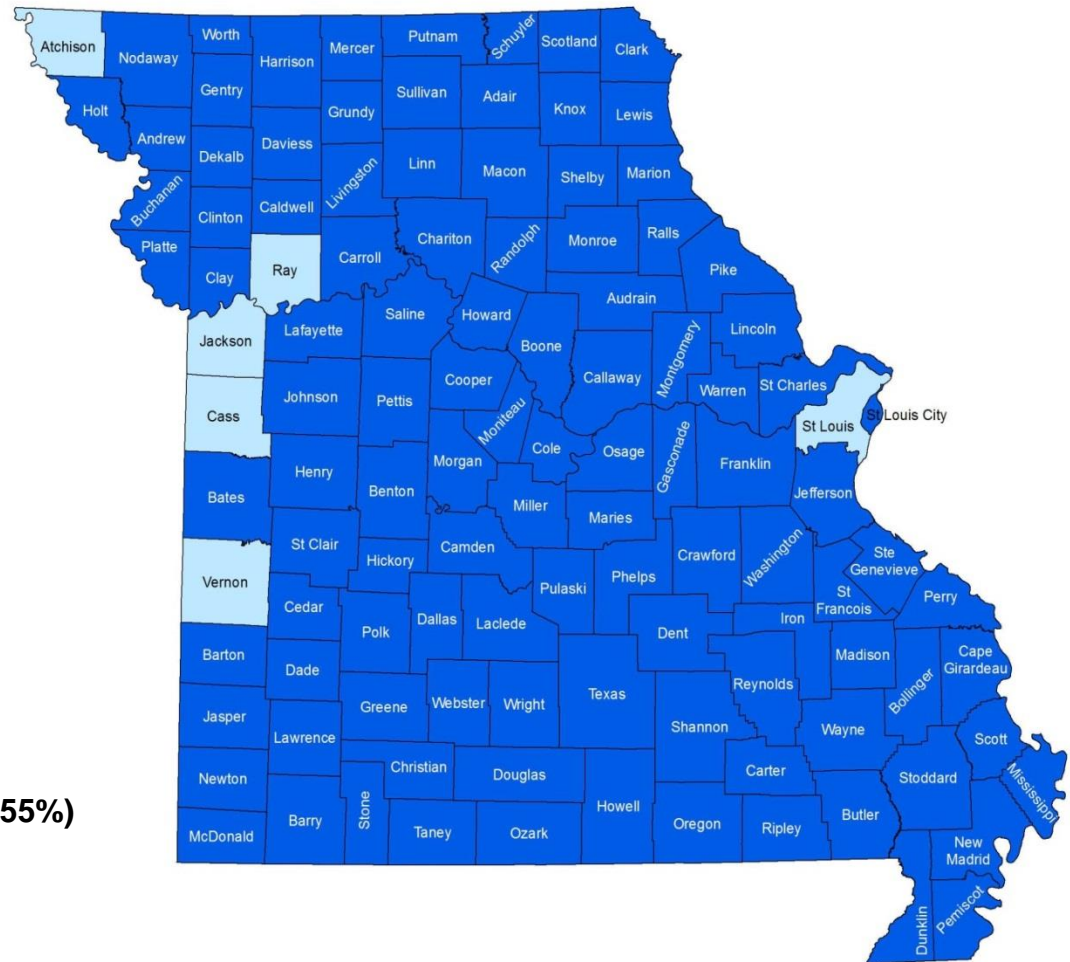 Atchison
Nodaway
Worth
Harrison
Mercer
Putnam
Schuyler
Scotland
Clark
Holt
Gentry
Sullivan
Adair
Knox
Lewis
Andrew
Dekalb
Daviess
Grundy
Linn
Macon
Shelby
Marion
Buchanan
Clinton
Caldwell
Livingston
Platte
Clay
Ray
Carroll
Chariton
Randolph
Monroe
Ralls
Pike
Audrain
Jackson
Lafayette
Saline
Howard
Boone
Callaway
Montgomery
Lincoln
Warren
St Charles
St Louis
St Louis City
Cass
Johnson
Pettis
Cooper
Moniteau
Cole
Osage
Gasconade
Franklin
Jefferson
Bates
Henry
Benton
Morgan
Miller
Maries
Vernon
St Clair
Hickory
Camden
Pulaski
Phelps
Crawford
Washington
St
Francois
Ste
Genevieve
Perry
Cedar
Polk
Dallas
Laclede
Dent
Iron
Madison
Bollinger
Cape
Girardeau
Barton
Dade
Greene
Webster
Wright
Texas
Shannon
Reynolds
Wayne
Scott
Mississippi
Jasper
Lawrence
Christian
Douglas
Howell
Carter
Butler
Stoddard
Newton
McDonald
Barry
Stone
Taney
Ozark
Oregon
Ripley
New
Madrid
Dunklin
Pemiscot
55%)